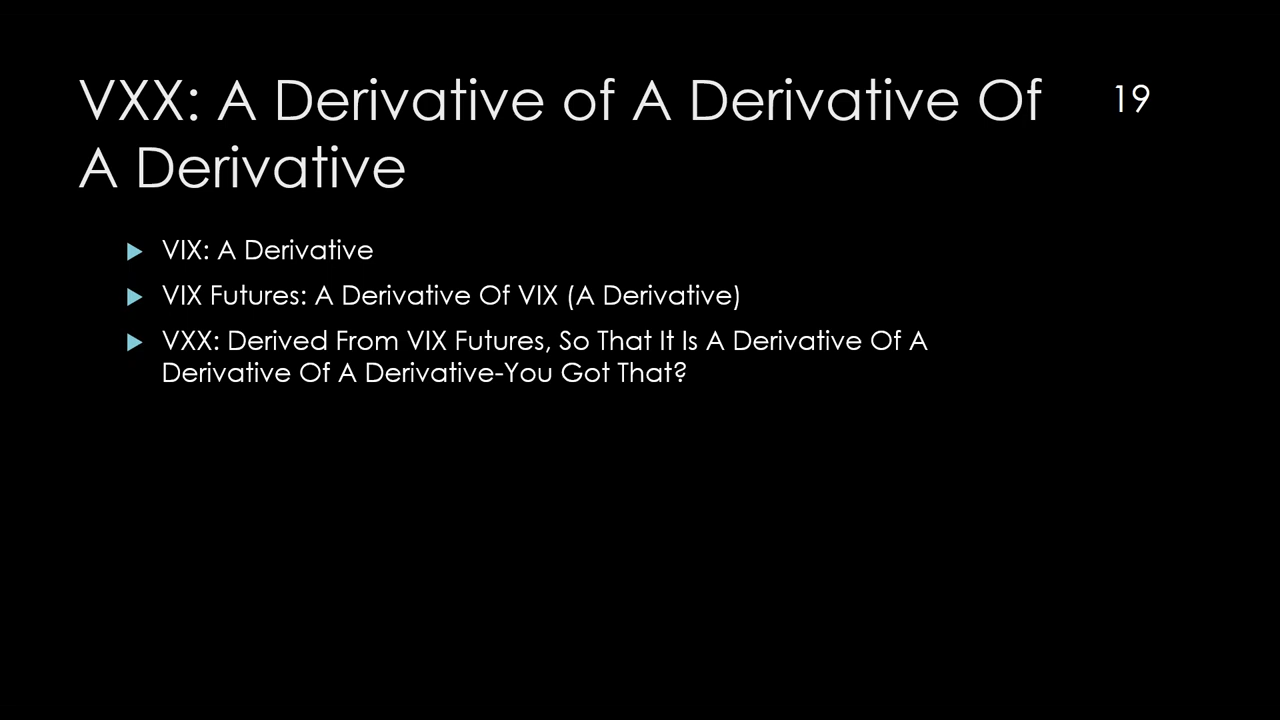 VXX: A Derivative of A Derivative Of
A Derivative
19
VIX: A Derivative
VIX Futures: A Derivative Of VIX (A Derivative)
VXX: Derived From VIX Futures, So That It Is A Derivative Of A
Derivative Of A Derivative-You Got That?